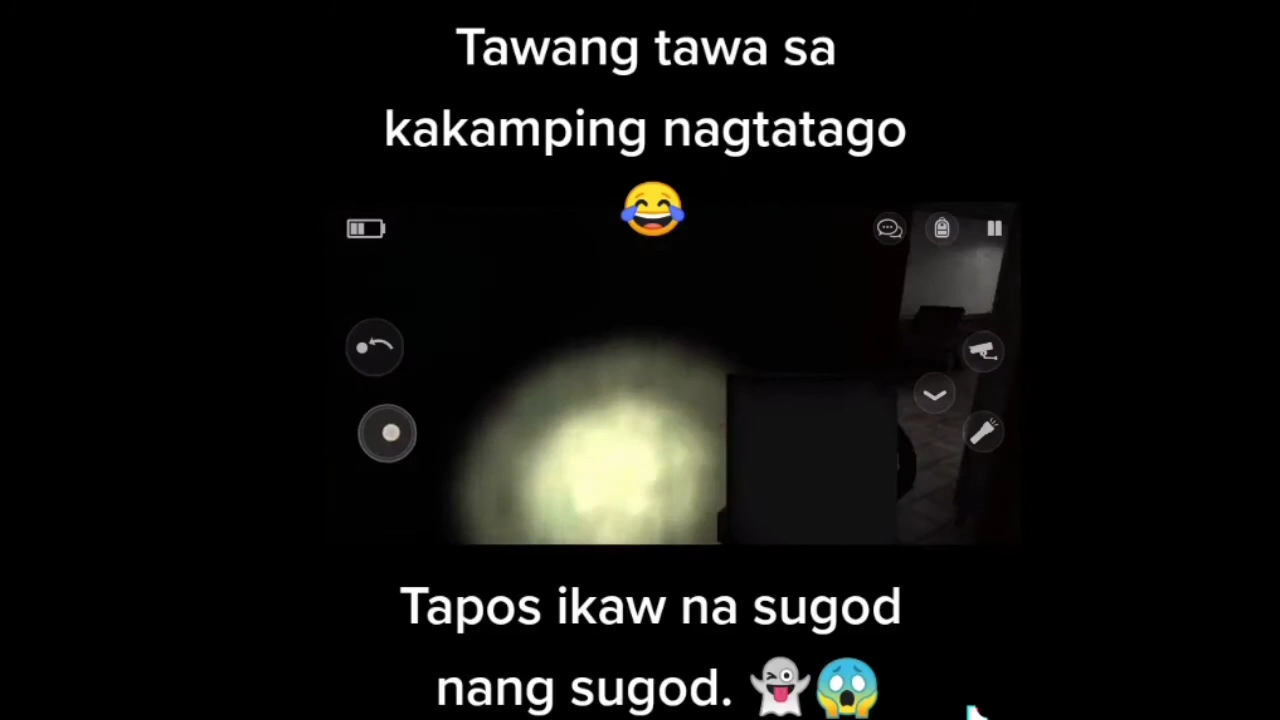 Tawang tawa sa
kakamping nagtatago
😂
Tapos ikaw na sugod
nang sugod. 👻😱